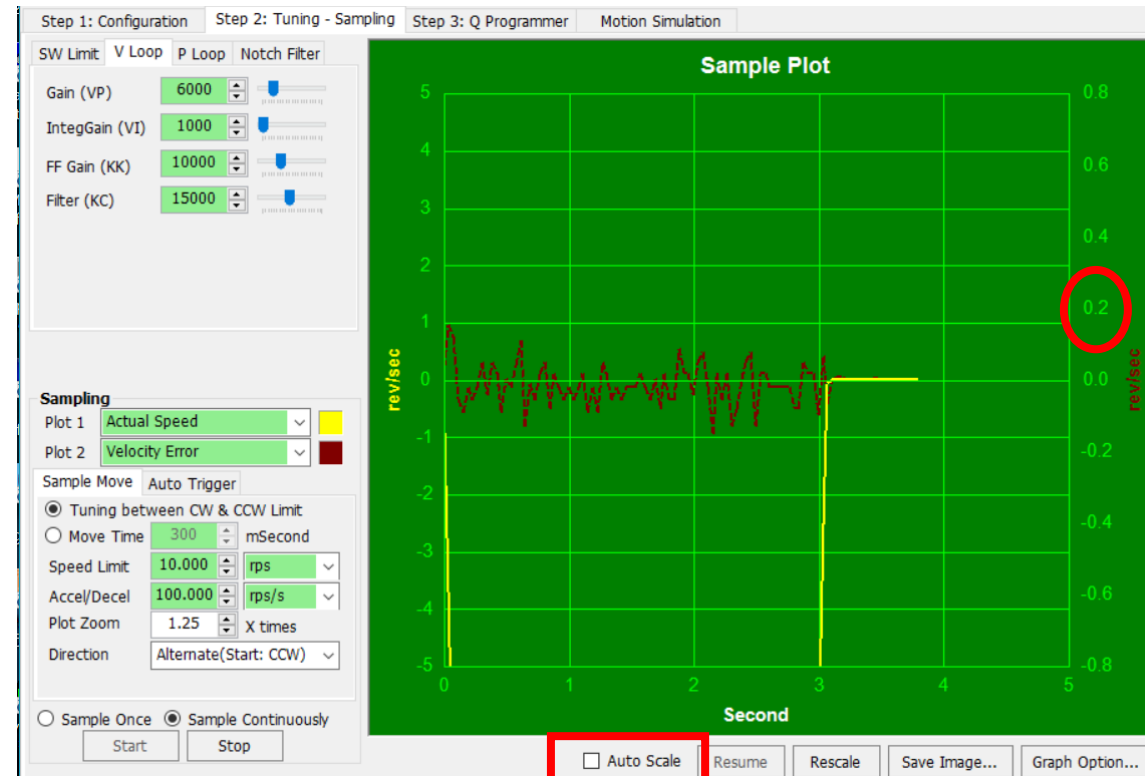 Step 1: Configuration Step 2: Tuning - Sampling Step 3: Q Programmer Motion Simulation
SW Limit V Loop P Loop Notch Filter
Gain (VP) 6000
IntegGain (VI) 1000
FF Gain (KK) 10000
Filter (KC) 15000
Sampling
Plot 1 Actual Speed
Plot 2 Velocity Error
Sample Move Auto Trigger
Tuning between CW & CCW Limit
Move Time 300 mSecond
Speed Limit 10.000 rps
Accel/Decel 100.000 rps/s
Plot Zoom 1.25 X times
Direction Alternate(Start: CCW)
Sample Once Sample Continuously
Start Stop
Sample Plot
5 0.8
4 0.6
3 0.4
2 0.2
1 0.0
0 -0.2
-1 -0.4
-2 -0.6
-3 -0.8
-4
-5
rev/sec
rev/sec
0 1 2 3 4 5
Second
Auto Scale Resume Rescale Save Image... Graph Option...